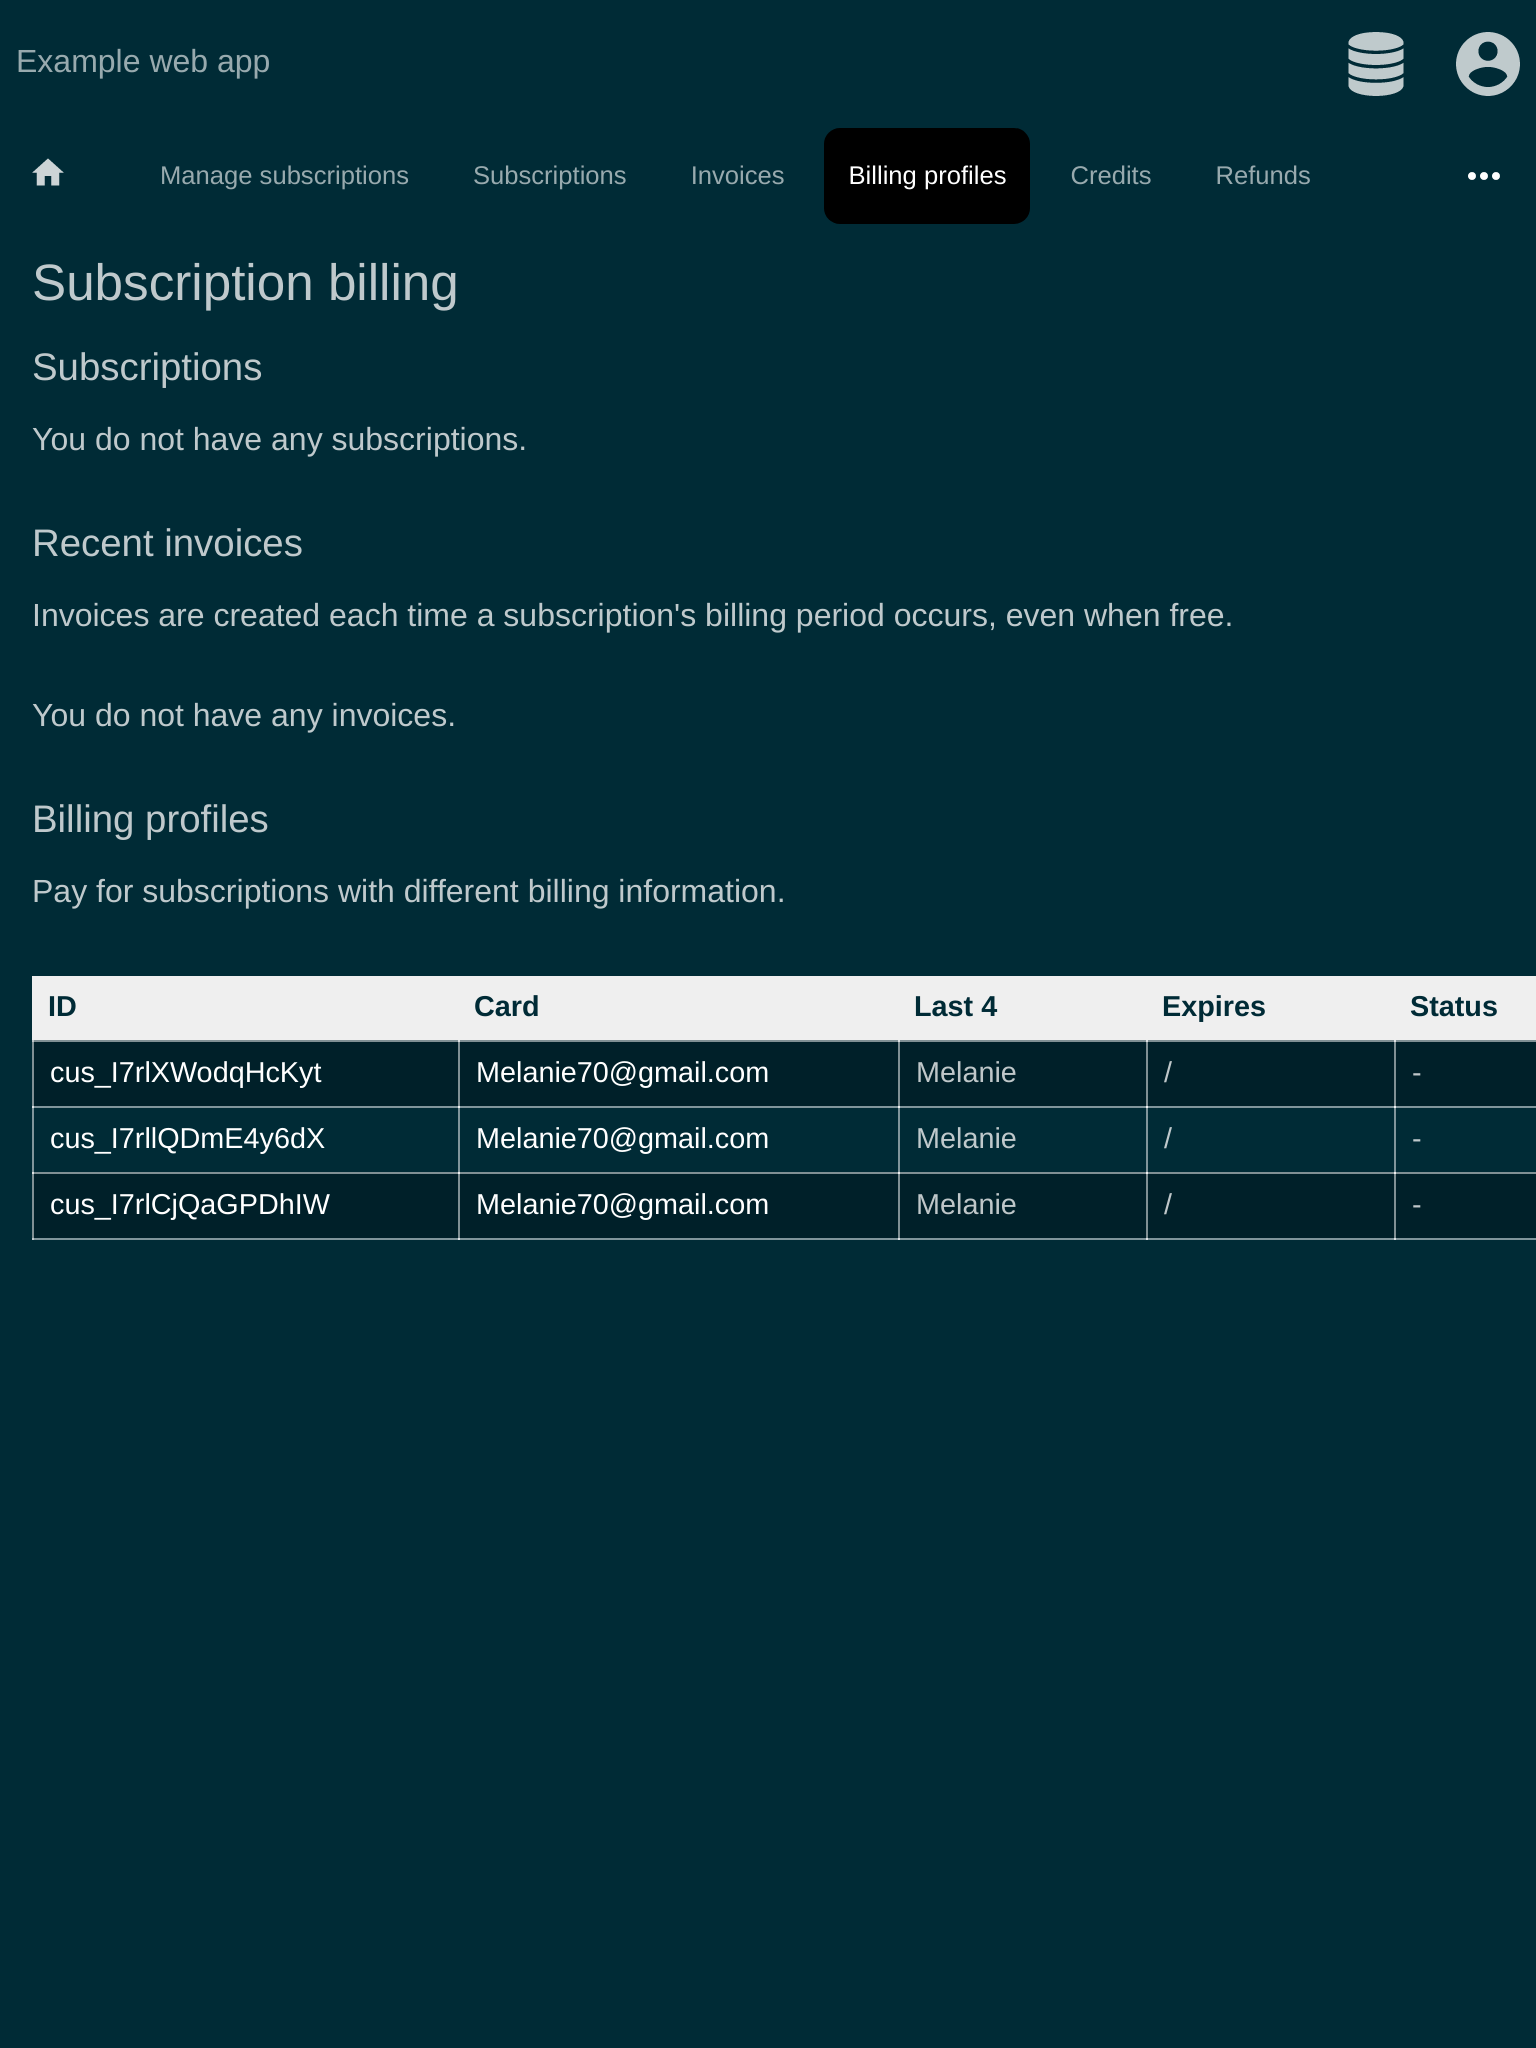 Example web app
Manage subscriptions Subscriptions Invoices Billing profiles Credits Refunds
Subscription billing
Subscriptions
You do not have any subscriptions.
Recent invoices
Invoices are created each time a subscription's billing period occurs, even when free.
You do not have any invoices.
Billing profiles
Pay for subscriptions with different billing information.
ID Card Last 4 Expires Status
cus_I7rlXWodqHcKyt Melanie70@gmail.com Melanie / -
cus_I7rllQDmE4y6dX Melanie70@gmail.com Melanie / -
cus_I7rlCjQaGPDhIW Melanie70@gmail.com Melanie / -